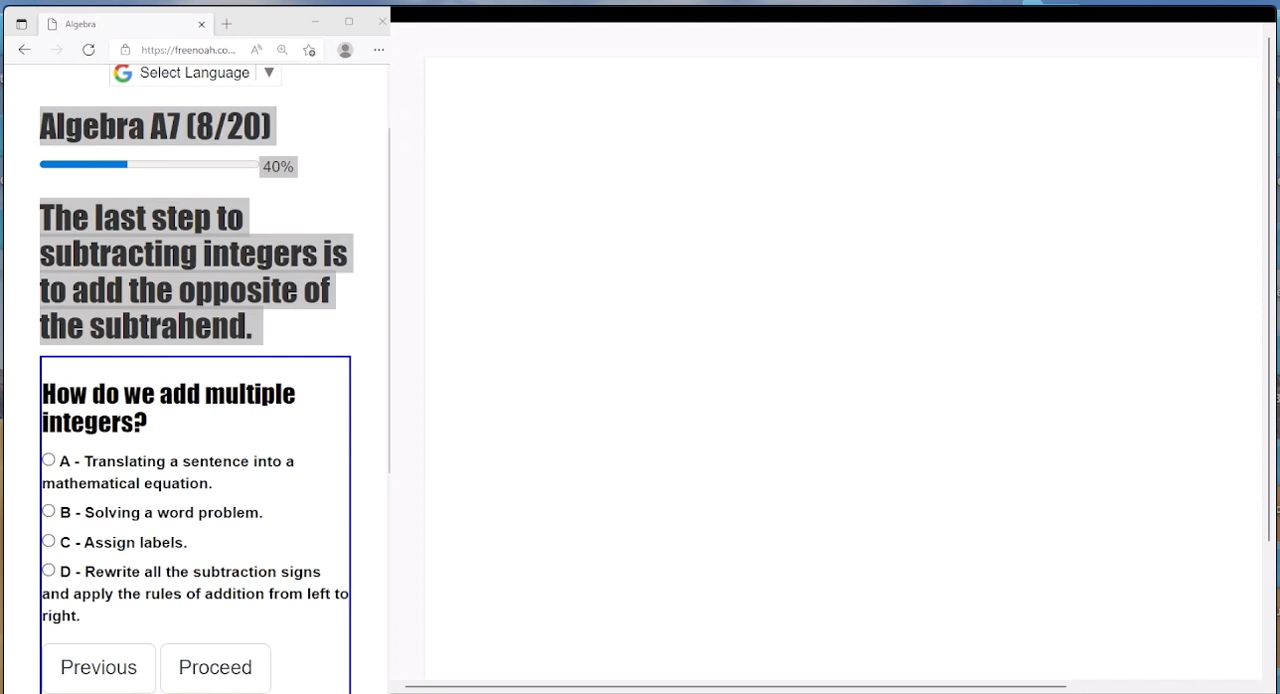 Algebra
https://freenoah.co...
Select Language
Algebra A7 (8/20)
40%
The last step to
subtracting integers is
to add the opposite of
the subtrahend.
How do we add multiple
integers?
A - Translating a sentence into a
mathematical equation.
B - Solving a word problem.
C - Assign labels.
D - Rewrite all the subtraction signs
and apply the rules of addition from left to
right.
Previous
Proceed